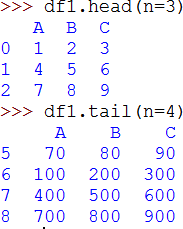 >>> df1.head(n=3)
   A  B  C
0  1  2  3
1  4  5  6
2  7  8  9
>>> df1.tail(n=4)
     A    B    C
5   70   80   90
6  100  200  300
7  400  500  600
8  700  800  900